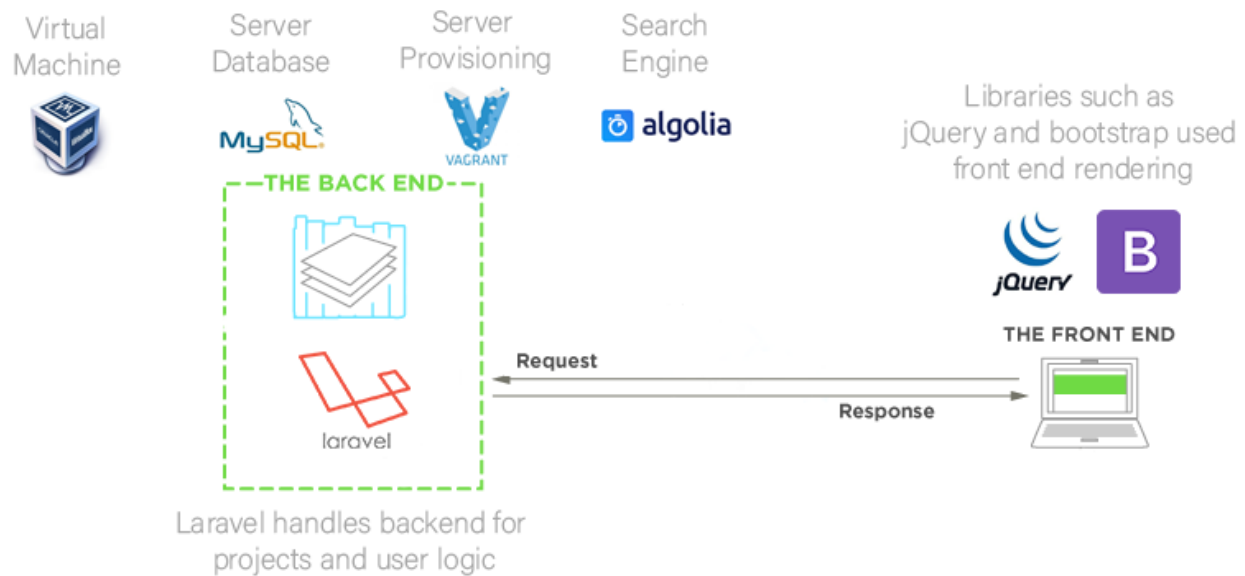 Virtual
Machine
Server
Database
MySQL
Server
Provisioning
VAGRANT
Search
Engine
algolia
Libraries such as
jQuery and bootstrap used
front end rendering
jQuery
B
THE BACK END
laravel
Laravel handles backend for
projects and user logic
Request
Response
THE FRONT END